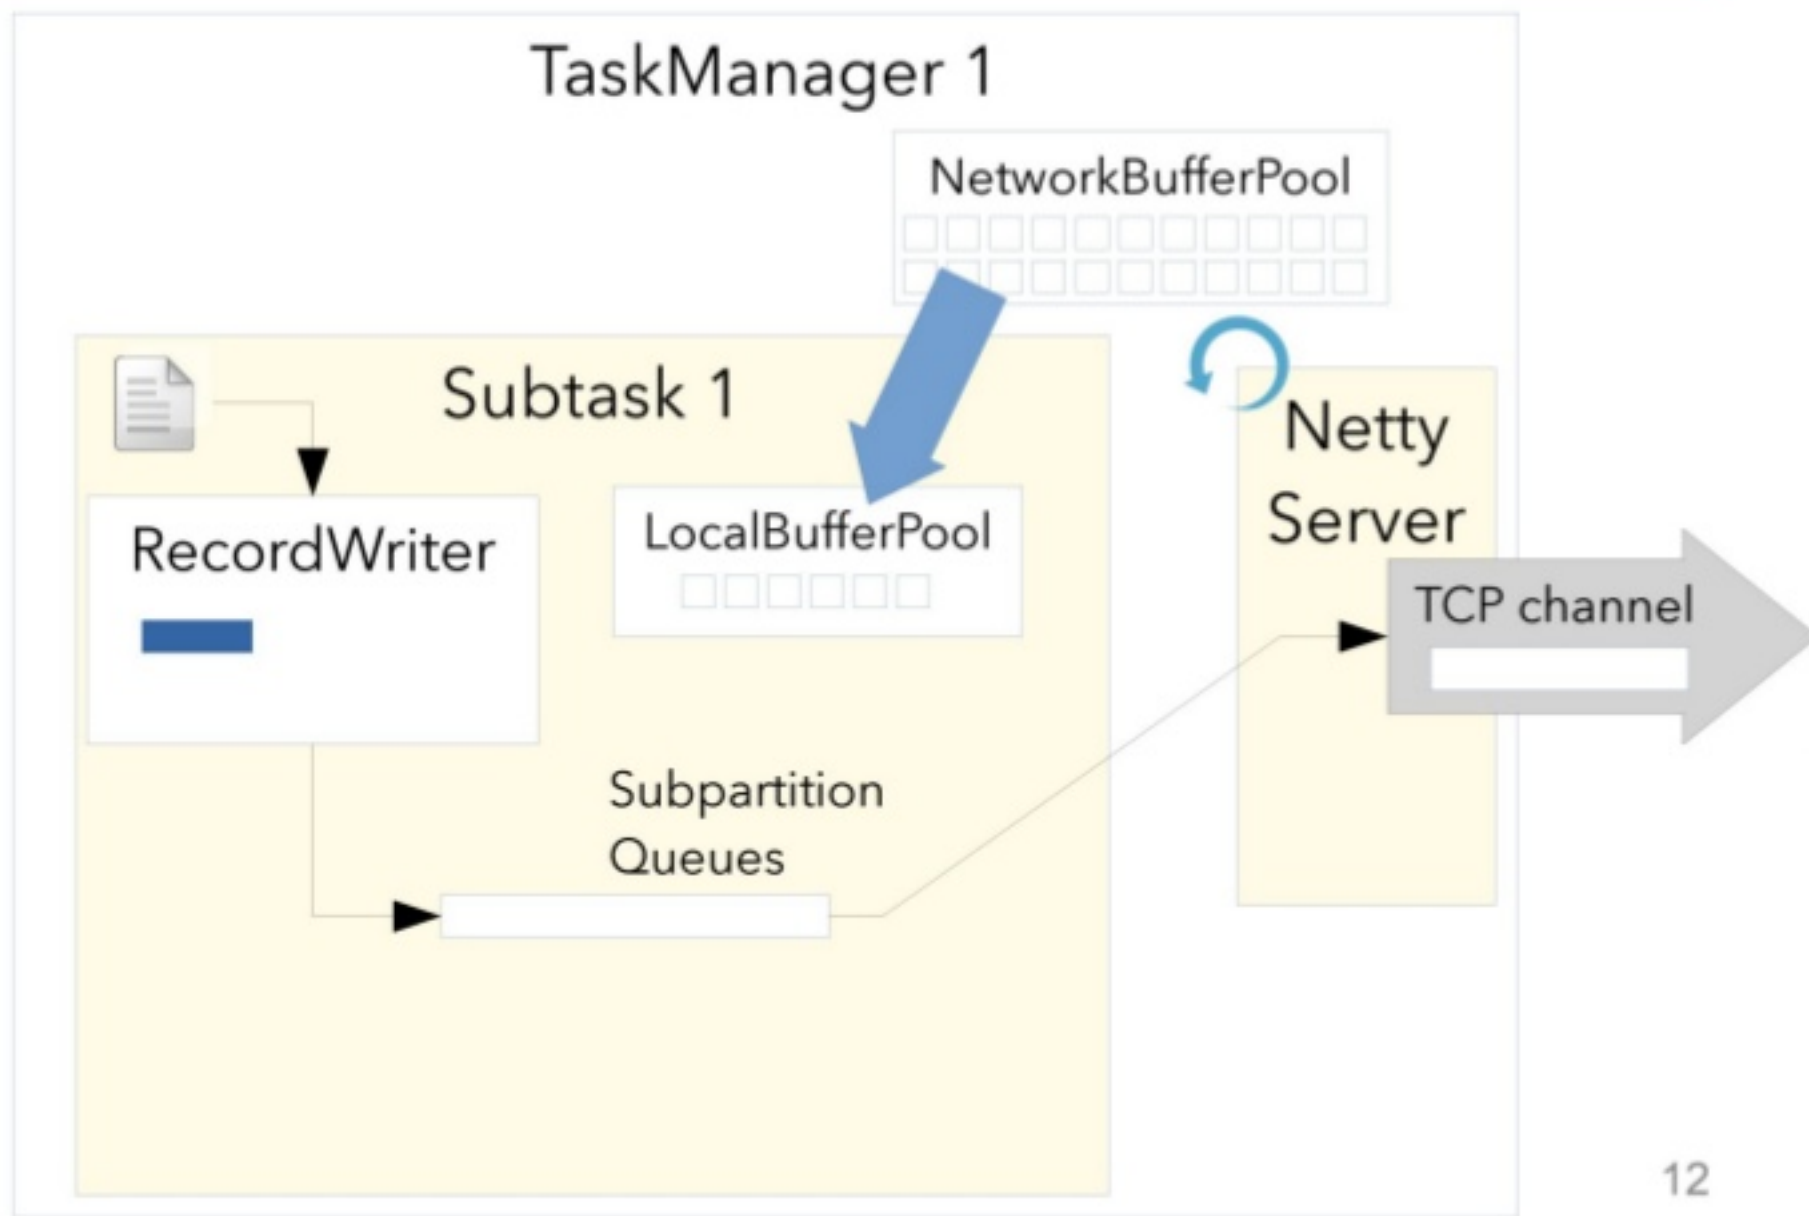 TaskManager 1
NetworkBufferPool
Subtask 1
Netty
Server
RecordWriter
LocalBufferPool
TCP channel
Subpartition
Queues
12